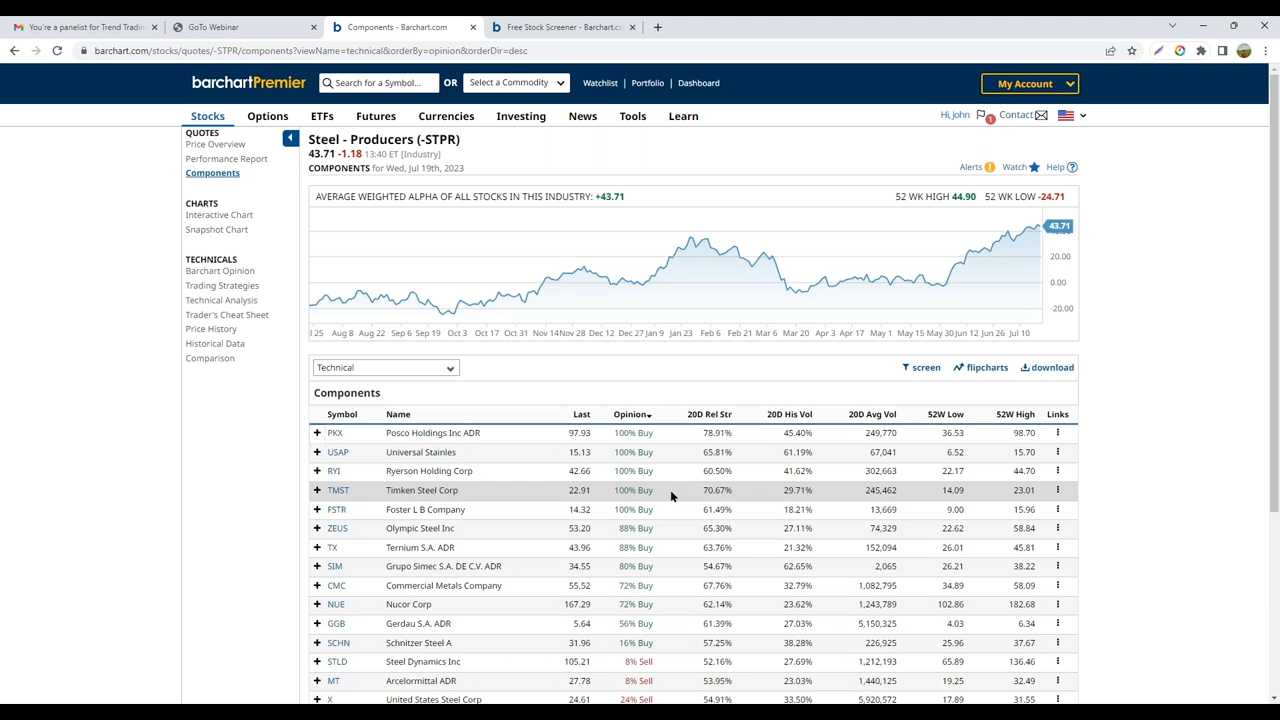 You're a panelist for Trend Trading
GoTo Webinar
Components - Barchart.com
Free Stock Screener - Barchart.c
barchart.com/stocks/quotes/-STPR/components?viewName=technical&orderBy=opinion&orderDir=desc
barchartPremier
Search for a Symbol...
OR
Select a Commodity
Watchlist | Portfolio | Dashboard
My Account
Stocks Options ETFs Futures Currencies Investing News Tools Learn
Hi, John 1 Contact
QUOTES
Price Overview
Performance Report
Components
CHARTS
Interactive Chart
Snapshot Chart
TECHNICALS
Barchart Opinion
Trading Strategies
Technical Analysis
Trader's Cheat Sheet
Price History
Historical Data
Comparison
Steel - Producers (-STPR)
43.71 -1.18 13:40 ET [Industry]
COMPONENTS for Wed, Jul 19th, 2023
Alerts Watch Help
AVERAGE WEIGHTED ALPHA OF ALL STOCKS IN THIS INDUSTRY: +43.71 52 WK HIGH 44.90 52 WK LOW -24.71
43.71
20.00
0.00
-20.00
l 25 Aug 8 Aug 22 Sep 6 Sep 19 Oct 3 Oct 17 Oct 31 Nov 14 Nov 28 Dec 12 Dec 27 Jan 9 Jan 23 Feb 6 Feb 21 Mar 6 Mar 20 Apr 3 Apr 17 May 1 May 15 May 30 Jun 12 Jun 26 Jul 10
Technical
screen flipcharts download
Components
Symbol Name Last Opinion 20D Rel Str 20D His Vol 20D Avg Vol 52W Low 52W High Links
PKX Posco Holdings Inc ADR 97.93 100% Buy 78.91% 45.40% 249,770 36.53 98.70
USAP Universal Stainles 15.13 100% Buy 65.81% 61.19% 67,041 6.52 15.70
RYI Ryerson Holding Corp 42.66 100% Buy 60.50% 41.62% 302,663 22.17 44.70
TMST Timken Steel Corp 22.91 100% Buy 70.67% 29.71% 245,462 14.09 23.01
FSTR Foster L B Company 14.32 100% Buy 61.49% 18.21% 13,669 9.00 15.96
ZEUS Olympic Steel Inc 53.20 88% Buy 65.30% 27.11% 74,329 22.62 58.84
TX Ternium S.A. ADR 43.96 88% Buy 63.76% 21.32% 152,094 26.01 45.81
SIM Grupo Simec S.A. DE C.V. ADR 34.55 80% Buy 54.67% 62.65% 2,065 26.21 38.22
CMC Commercial Metals Company 55.52 72% Buy 67.76% 32.79% 1,082,795 34.89 58.09
NUE Nucor Corp 167.29 72% Buy 62.14% 23.62% 1,243,789 102.86 182.68
GGB Gerdau S.A. ADR 5.64 56% Buy 61.39% 27.03% 5,150,325 4.03 6.34
SCHN Schnitzer Steel A 31.96 16% Buy 57.25% 38.28% 226,925 25.96 37.67
STLD Steel Dynamics Inc 105.21 8% Sell 52.16% 27.69% 1,212,193 65.89 136.46
MT Arcelormittal ADR 27.78 8% Sell 53.95% 23.03% 1,440,125 19.25 32.49
X United States Steel Corp 24.61 24% Sell 54.91% 33.50% 5,920,572 17.89 31.55